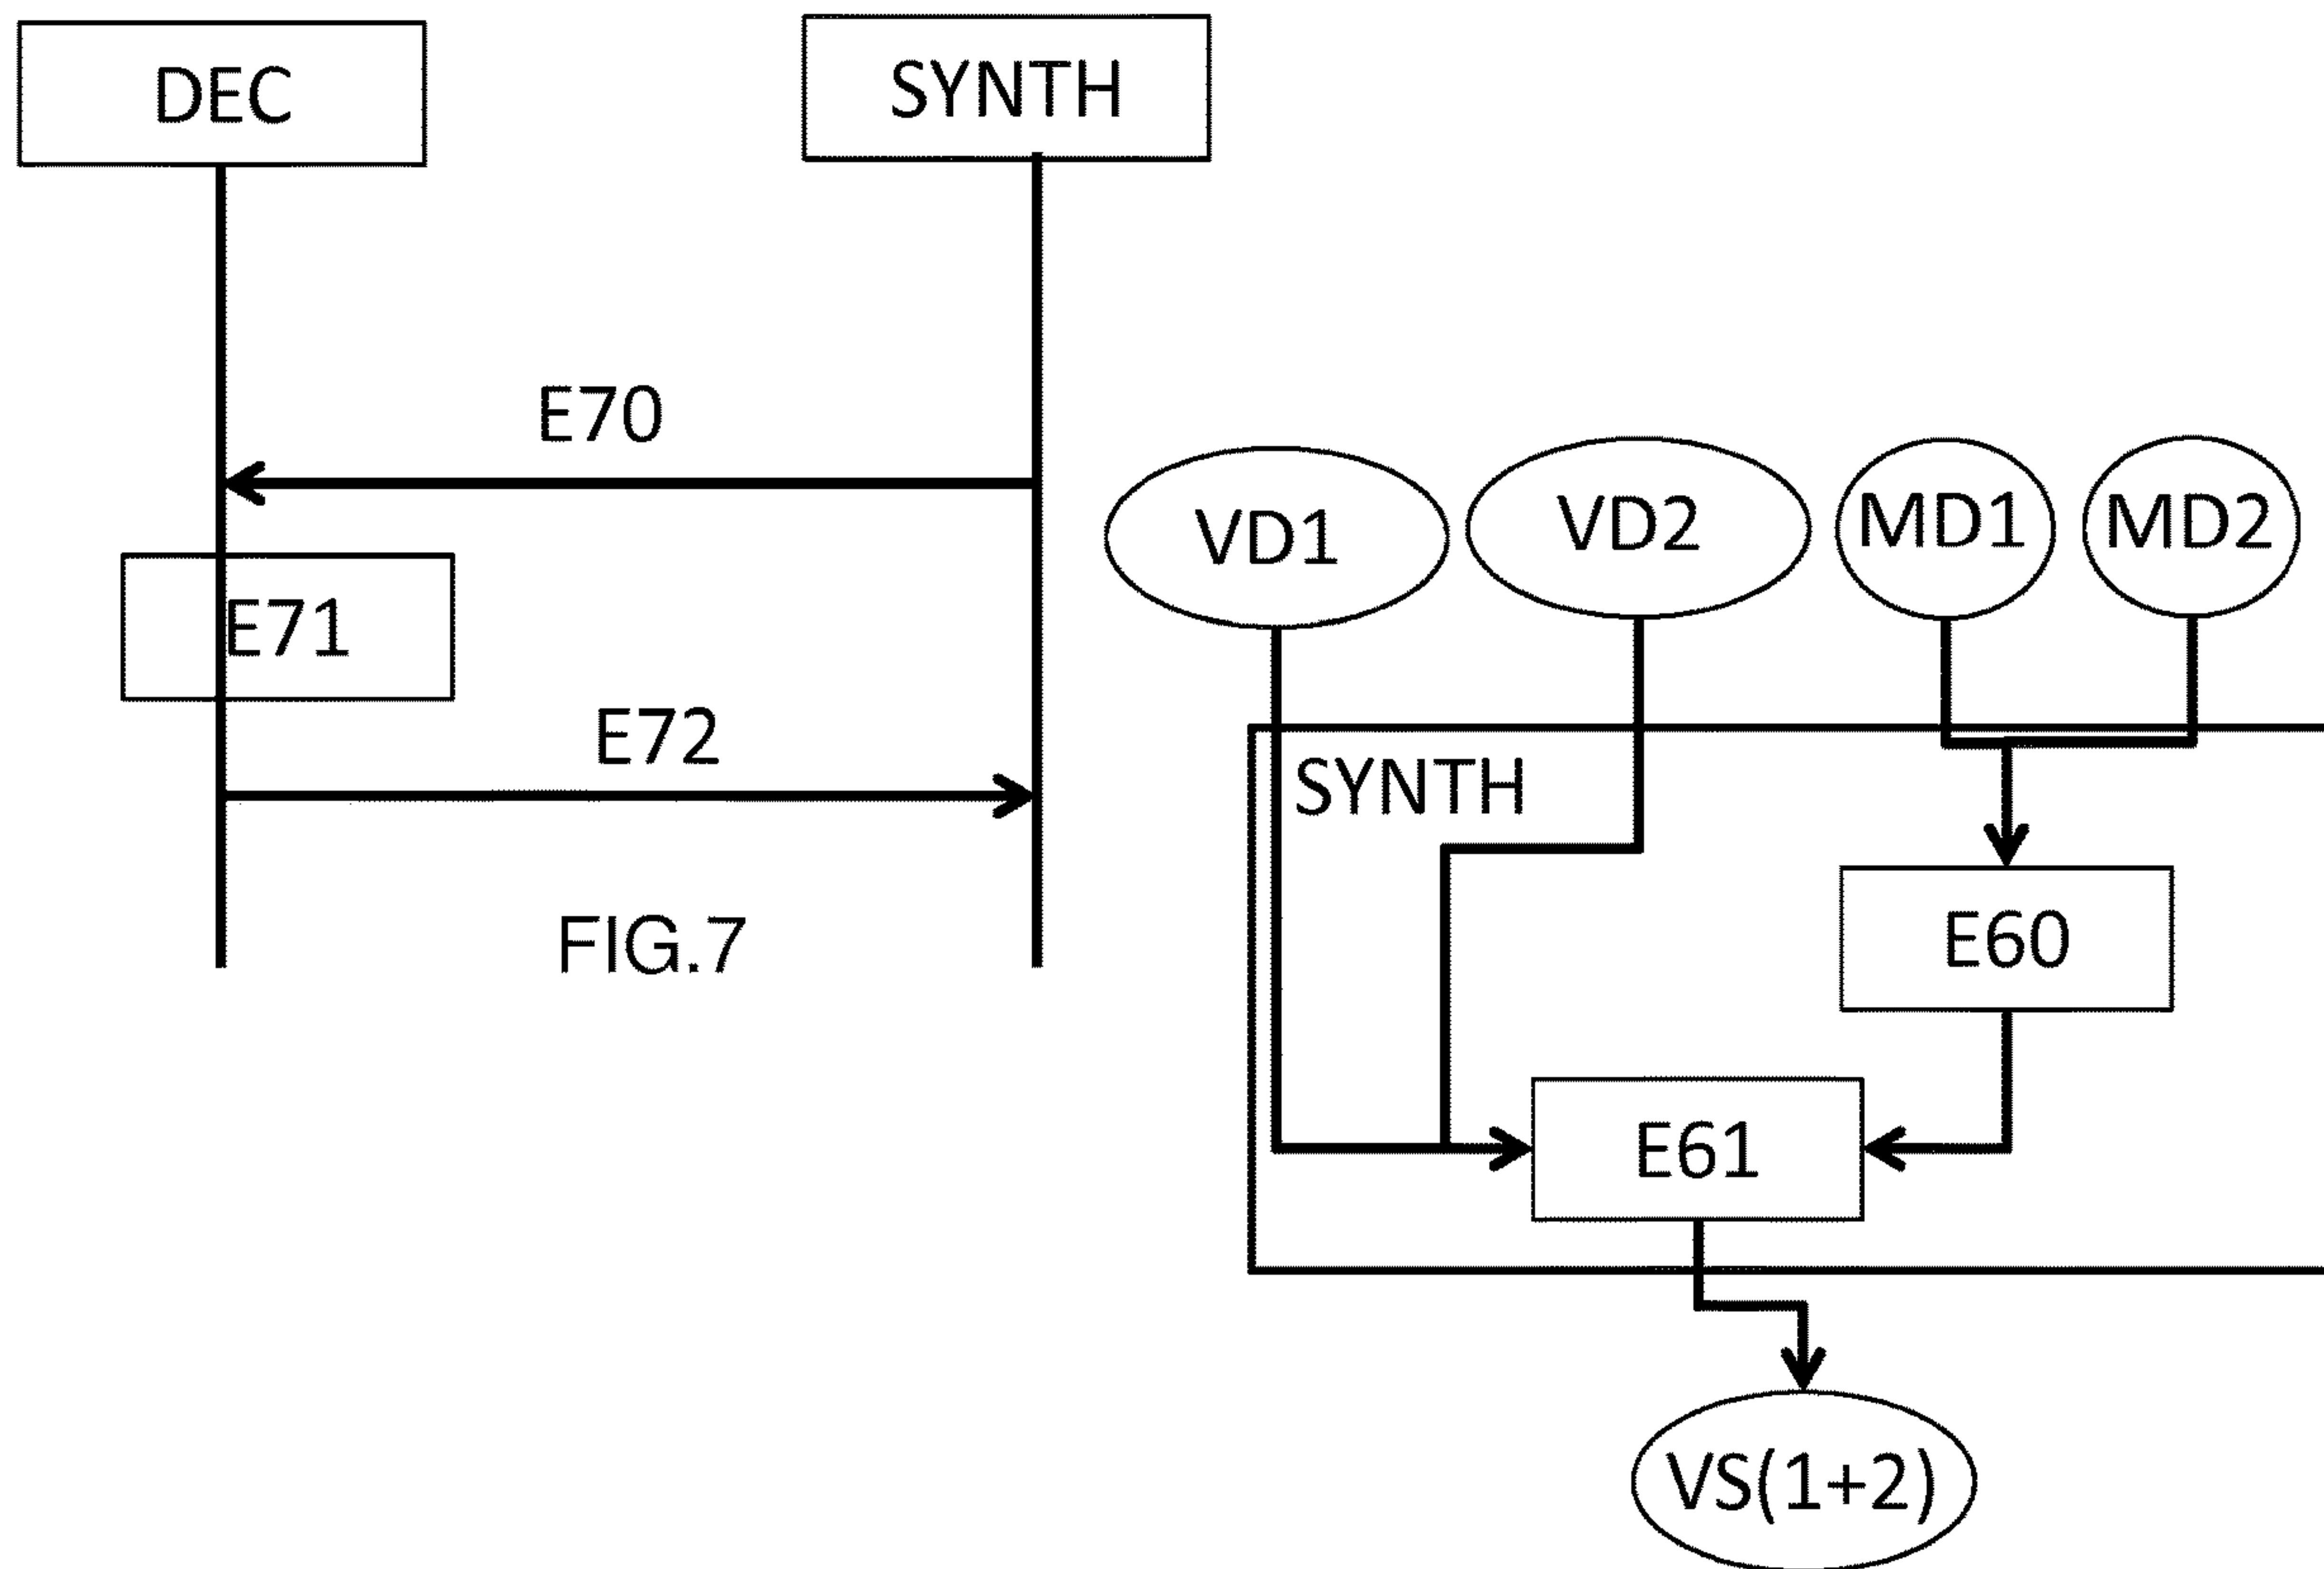 DEC
SYNTH
E70
E71
E72
FIG.7
VD1
VD2
MD1
MD2
SYNTH
E60
E61
VS(1+2)